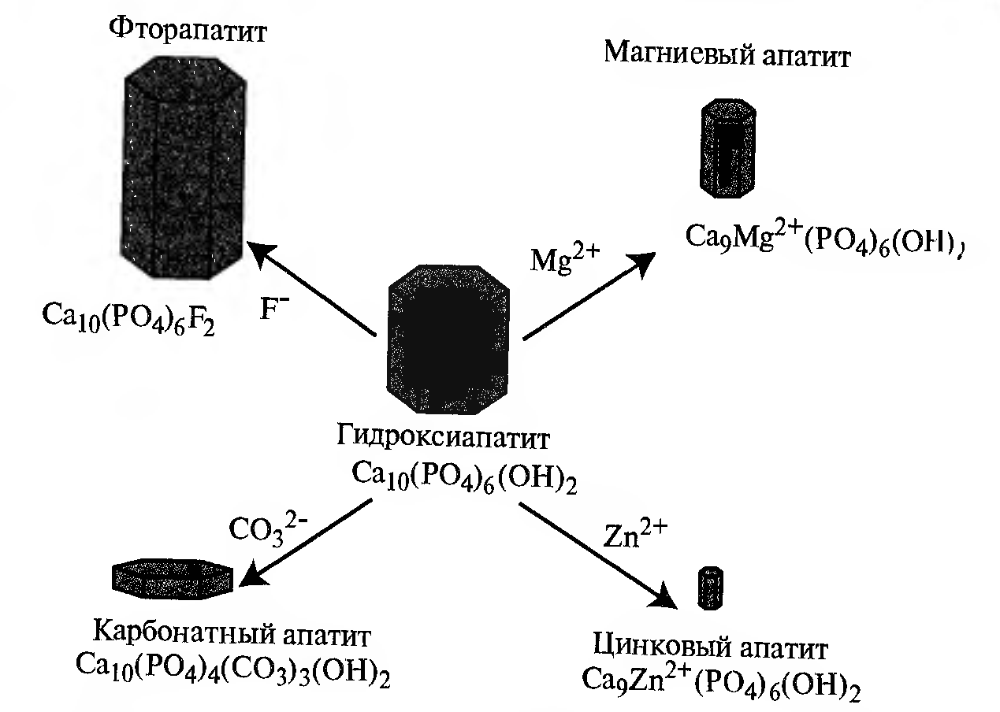 Фторапатит
Магниевый апатит
Ca₉Mg²⁺(PO₄)₆(OH)₂
Mg²⁺
F⁻
Ca₁₀(PO₄)₆F₂
Гидроксиапатит
Ca₁₀(PO₄)₆(OH)₂
CO₃²⁻
Zn²⁺
Карбонатный апатит
Ca₁₀(PO₄)₄(CO₃)₃(OH)₂
Цинковый апатит
Ca₉Zn²⁺(PO₄)₆(OH)₂